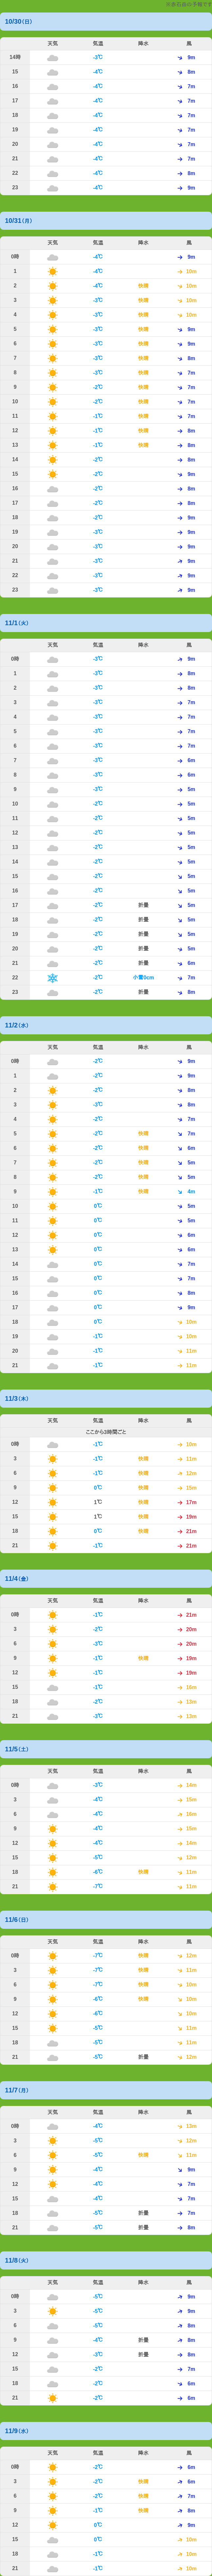 10/30(日)
天気 気温 降水 風
14時 -3℃ 9m
15 -4℃ 8m
16 -4℃ 7m
17 -4℃ 7m
18 -4℃ 7m
19 -4℃ 7m
20 -4℃ 7m
21 -4℃ 7m
22 -4℃ 8m
23 -4℃ 9m
10/31(月)
天気 気温 降水 風
0時 -4℃ 9m
1 -4℃ 10m
2 -4℃ 快晴 10m
3 -3℃ 快晴 10m
4 -3℃ 快晴 10m
5 -3℃ 快晴 9m
6 -3℃ 快晴 9m
7 -3℃ 快晴 8m
8 -3℃ 快晴 7m
9 -2℃ 快晴 7m
10 -2℃ 快晴 7m
11 -1℃ 快晴 7m
12 -1℃ 快晴 8m
13 -1℃ 快晴 8m
14 -2℃ 8m
15 -2℃ 9m
16 -2℃ 8m
17 -2℃ 8m
18 -2℃ 9m
19 -3℃ 9m
20 -3℃ 9m
21 -3℃ 9m
22 -3℃ 9m
23 -3℃ 9m
11/1(火)
天気 気温 降水 風
0時 -3℃ 9m
1 -3℃ 8m
2 -3℃ 8m
3 -3℃ 7m
4 -3℃ 7m
5 -3℃ 7m
6 -3℃ 7m
7 -3℃ 6m
8 -3℃ 6m
9 -3℃ 5m
10 -2℃ 5m
11 -2℃ 5m
12 -2℃ 5m
13 -2℃ 5m
14 -2℃ 5m
15 -2℃ 5m
16 -2℃ 5m
17 -2℃ 折曇 5m
18 -2℃ 折曇 5m
19 -2℃ 折曇 5m
20 -2℃ 折曇 5m
21 -2℃ 折曇 6m
22 -2℃ 小雪0cm 7m
23 -2℃ 折曇 8m
11/2(水)
天気 気温 降水 風
0時 -2℃ 9m
1 -2℃ 9m
2 -2℃ 8m
3 -3℃ 8m
4 -2℃ 7m
5 -2℃ 快晴 7m
6 -2℃ 快晴 6m
7 -2℃ 快晴 5m
8 -2℃ 快晴 5m
9 -1℃ 快晴 4m
10 0℃ 5m
11 0℃ 5m
12 0℃ 6m
13 0℃ 6m
14 0℃ 7m
15 0℃ 7m
16 0℃ 8m
17 0℃ 9m
18 0℃ 10m
19 -1℃ 10m
20 -1℃ 11m
21 -1℃ 11m
11/3(木)
天気 気温 降水 風
ここから3時間ごと
0時 -1℃ 10m
3 -1℃ 快晴 11m
6 -1℃ 快晴 12m
9 0℃ 快晴 15m
12 1℃ 快晴 17m
15 1℃ 快晴 19m
18 0℃ 快晴 21m
21 -1℃ 21m
11/4(金)
天気 気温 降水 風
0時 -1℃ 21m
3 -2℃ 20m
6 -3℃ 20m
9 -1℃ 快晴 19m
12 -1℃ 19m
15 -1℃ 16m
18 -2℃ 13m
21 -3℃ 13m
11/5(土)
天気 気温 降水 風
0時 -3℃ 14m
3 -4℃ 15m
6 -4℃ 16m
9 -4℃ 15m
12 -4℃ 14m
15 -5℃ 12m
18 -6℃ 快晴 11m
21 -7℃ 11m
11/6(日)
天気 気温 降水 風
0時 -7℃ 快晴 12m
3 -7℃ 快晴 11m
6 -7℃ 快晴 10m
9 -6℃ 快晴 10m
12 -6℃ 10m
15 -5℃ 11m
18 -5℃ 11m
21 -5℃ 折曇 12m
11/7(月)
天気 気温 降水 風
0時 -4℃ 13m
3 -5℃ 12m
6 -5℃ 快晴 11m
9 -4℃ 9m
12 -4℃ 7m
15 -4℃ 7m
18 -5℃ 折曇 7m
21 -5℃ 折曇 8m
11/8(火)
天気 気温 降水 風
0時 -5℃ 9m
3 -5℃ 9m
6 -5℃ 8m
9 -4℃ 折曇 8m
12 -3℃ 折曇 8m
15 -2℃ 7m
18 -2℃ 6m
21 -2℃ 6m
11/9(水)
天気 気温 降水 風
0時 -2℃ 6m
3 -2℃ 快晴 6m
6 -2℃ 快晴 7m
9 -1℃ 快晴 8m
12 0℃ 9m
15 0℃ 10m
18 -1℃ 10m
21 -1℃ 10m